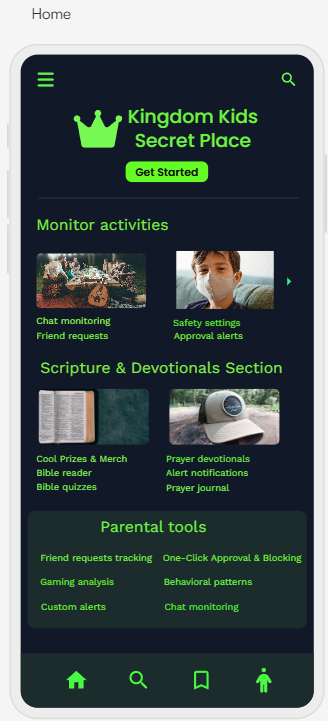 Home
Kingdom Kids
Secret Place
Get Started
Monitor activities
Chat monitoring
Friend requests
Safety settings
Approval alerts
Scripture & Devotionals Section
Cool Prizes & Merch
Bible reader
Bible quizzes
Prayer devotionals
Alert notifications
Prayer journal
Parental tools
Friend requests tracking One-Click Approval & Blocking
Gaming analysis Behavioral patterns
Custom alerts Chat monitoring